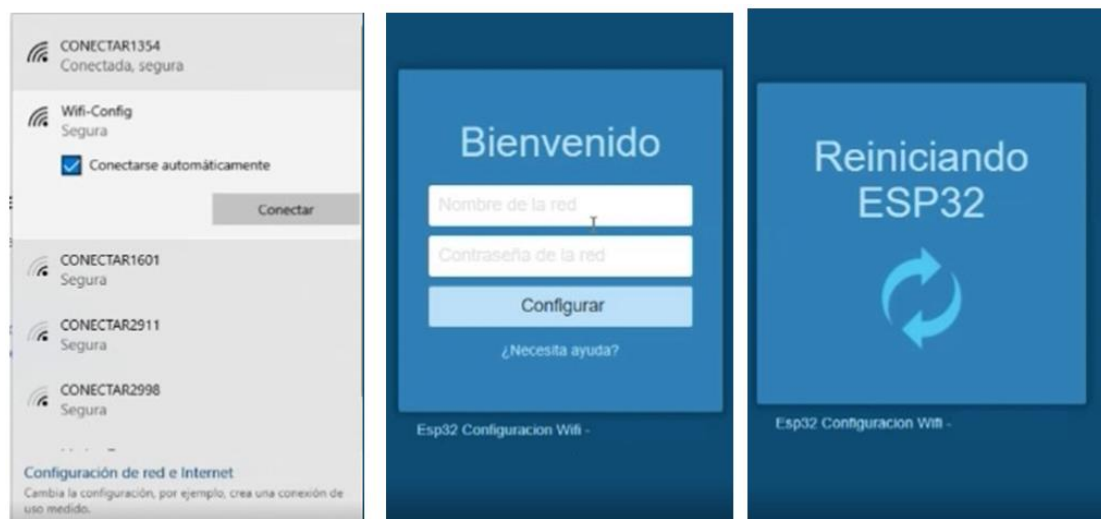 CONECTAR1354
Conectada, segura
Wifi-Config
Segura
Conectarse automáticamente
Conectar
CONECTAR1601
Segura
CONECTAR2911
Segura
CONECTAR2998
Segura
Configuración de red e Internet
Cambia la configuración, por ejemplo, crea una conexión de
uso medido.
Bienvenido
Nombre de la red
Contraseña de la red
Configurar
¿Necesita ayuda?
Esp32 Configuracion Wifi -
Reiniciando
ESP32
Esp32 Configuracion Wifi -